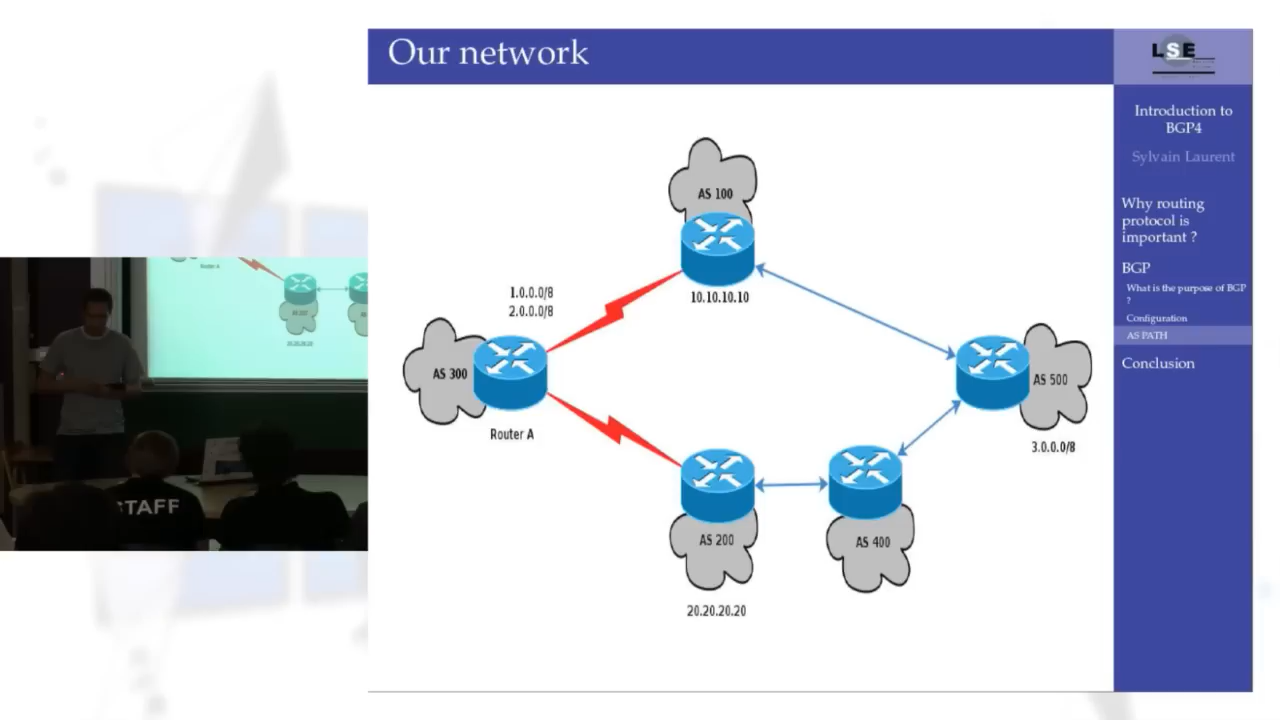 Our network
LSE
Introduction to
BGP4
Sylvain Laurent
Why routing
protocol is
important ?
BGP
What is the purpose of BGP
?
Configuration
AS PATH
Conclusion
AS 100
10.10.10.10
1.0.0.0/8
2.0.0.0/8
AS 300
Router A
AS 500
3.0.0.0/8
AS 200
20.20.20.20
AS 400
Router A
STAFF